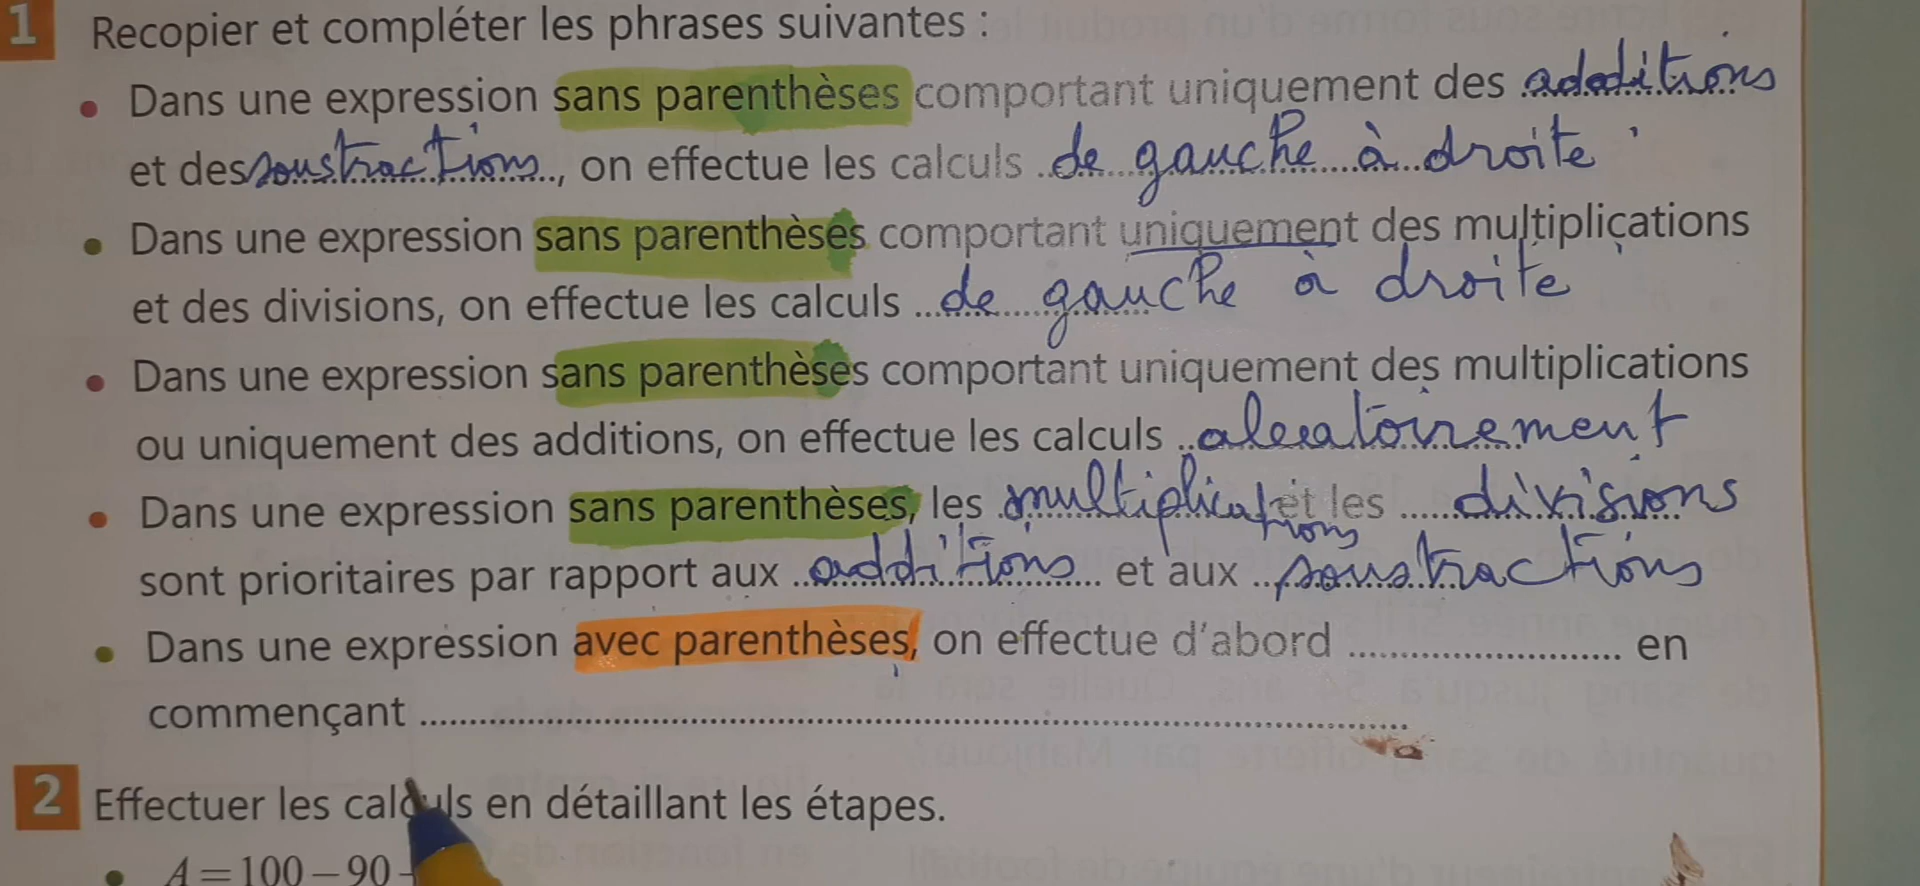 1 Recopier et compléter les phrases suivantes :
• Dans une expression sans parenthèses comportant uniquement des additions
et des soustractions, on effectue les calculs de gauche à droite
• Dans une expression sans parenthèses comportant uniquement des multiplications
et des divisions, on effectue les calculs ... de gauche à droite
• Dans une expression sans parenthèses comportant uniquement des multiplications
ou uniquement des additions, on effectue les calculs aleatoirement
• Dans une expression sans parenthèses, les multiplications et les .... divisions
sont prioritaires par rapport aux additions ... et aux ... soustractions
• Dans une expression avec parenthèses, on effectue d'abord .......................... en
commençant ..........................................................................................
2 Effectuer les calculs en détaillant les étapes.
• A = 100 – 90